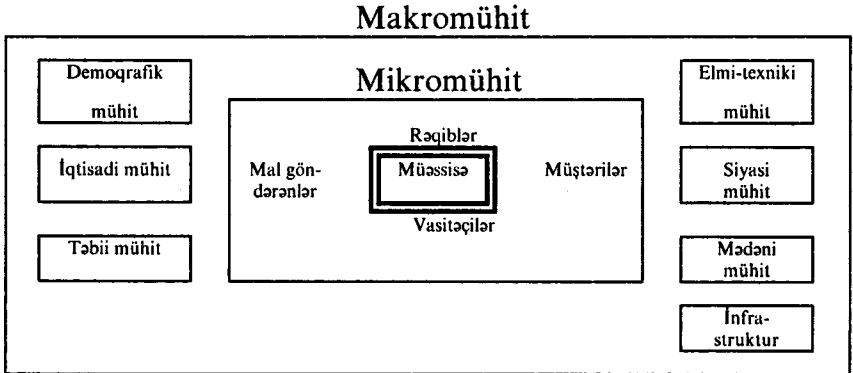 Makromühit
Demoqrafik
mühit
İqtisadi mühit
Təbii mühit
Mikromühit
Rəqiblər
Mal gön-
dərənlər
Müəssisə
Müştərilər
Vasitəçilər
Elmi-texniki
mühit
Siyasi
mühit
Mədəni
mühit
İnfra-
struktur